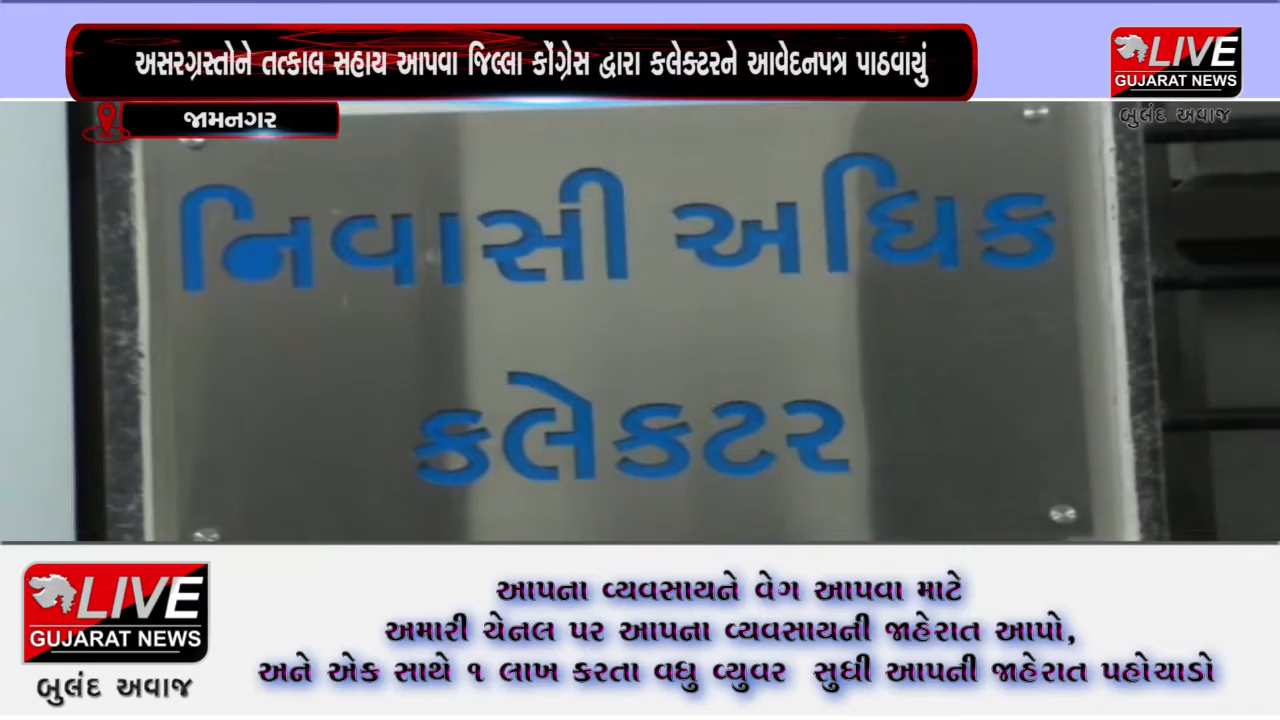 અસરગ્રસ્તોને તત્કાલ સહાય આપવા જિલ્લા કોંગ્રેસ દ્વારા કલેક્ટરને આવેદનપત્ર પાઠવાયું
LIVE
GUJARAT NEWS
બુલંદ અવાજ
જામનગર
નિવાસી અધિક
કલેકટર
LIVE
GUJARAT NEWS
બુલંદ અવાજ
આપના વ્યવસાયને વેગ આપવા માટે
અમારી ચેનલ પર આપના વ્યવસાયની જાહેરાત આપો,
અને એક સાથે ૧ લાખ કરતા વધુ વ્યુવર સુધી આપની જાહેરાત પહોચાડો